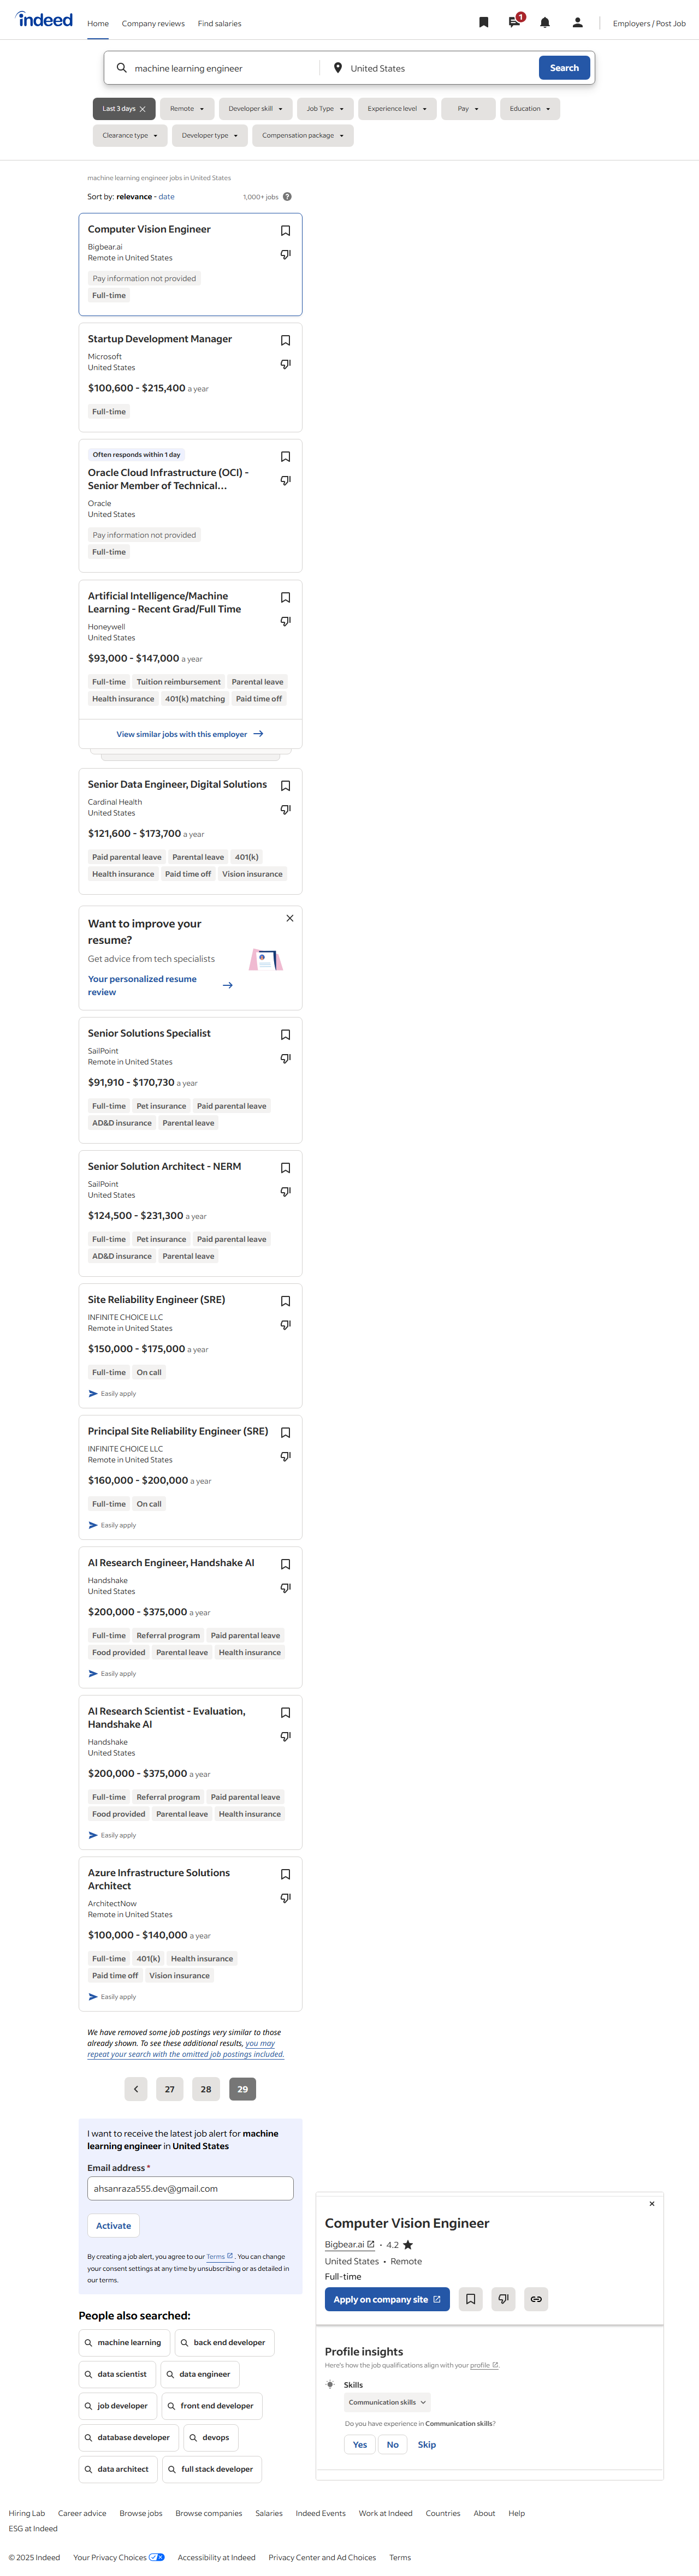 indeed
Home
Company reviews
Find salaries
1
Employers / Post Job
machine learning engineer
United States
Search
Last 3 days
Remote
Developer skill
Job Type
Experience level
Pay
Education
Clearance type
Developer type
Compensation package
machine learning engineer jobs in United States
Sort by: relevance - date
1,000+ jobs
Computer Vision Engineer
Bigbear.ai
Remote in United States
Pay information not provided
Full-time
Startup Development Manager
Microsoft
United States
$100,600 - $215,400 a year
Full-time
Often responds within 1 day
Oracle Cloud Infrastructure (OCI) -
Senior Member of Technical...
Oracle
United States
Pay information not provided
Full-time
Artificial Intelligence/Machine
Learning - Recent Grad/Full Time
Honeywell
United States
$93,000 - $147,000 a year
Full-time
Tuition reimbursement
Parental leave
Health insurance
401(k) matching
Paid time off
View similar jobs with this employer
Senior Data Engineer, Digital Solutions
Cardinal Health
United States
$121,600 - $173,700 a year
Paid parental leave
Parental leave
401(k)
Health insurance
Paid time off
Vision insurance
Want to improve your
resume?
Get advice from tech specialists
Your personalized resume
review
Senior Solutions Specialist
SailPoint
Remote in United States
$91,910 - $170,730 a year
Full-time
Pet insurance
Paid parental leave
AD&D insurance
Parental leave
Senior Solution Architect - NERM
SailPoint
United States
$124,500 - $231,300 a year
Full-time
Pet insurance
Paid parental leave
AD&D insurance
Parental leave
Site Reliability Engineer (SRE)
INFINITE CHOICE LLC
Remote in United States
$150,000 - $175,000 a year
Full-time
On call
Easily apply
Principal Site Reliability Engineer (SRE)
INFINITE CHOICE LLC
Remote in United States
$160,000 - $200,000 a year
Full-time
On call
Easily apply
AI Research Engineer, Handshake AI
Handshake
United States
$200,000 - $375,000 a year
Full-time
Referral program
Paid parental leave
Food provided
Parental leave
Health insurance
Easily apply
AI Research Scientist - Evaluation,
Handshake AI
Handshake
United States
$200,000 - $375,000 a year
Full-time
Referral program
Paid parental leave
Food provided
Parental leave
Health insurance
Easily apply
Azure Infrastructure Solutions
Architect
ArchitectNow
Remote in United States
$100,000 - $140,000 a year
Full-time
401(k)
Health insurance
Paid time off
Vision insurance
Easily apply
We have removed some job postings very similar to those
already shown. To see these additional results, you may
repeat your search with the omitted job postings included.
27
28
29
I want to receive the latest job alert for machine
learning engineer in United States
Email address *
ahsanraza555.dev@gmail.com
Activate
By creating a job alert, you agree to our Terms. You can change
your consent settings at any time by unsubscribing or as detailed in
our terms.
Computer Vision Engineer
Bigbear.ai
4.2
United States • Remote
Full-time
Apply on company site
Profile insights
Here's how the job qualifications align with your profile.
Skills
Communication skills
Do you have experience in Communication skills?
Yes
No
Skip
People also searched:
machine learning
back end developer
data scientist
data engineer
job developer
front end developer
database developer
devops
data architect
full stack developer
Hiring Lab
Career advice
Browse jobs
Browse companies
Salaries
Indeed Events
Work at Indeed
Countries
About
Help
ESG at Indeed
© 2025 Indeed
Your Privacy Choices
Accessibility at Indeed
Privacy Center and Ad Choices
Terms